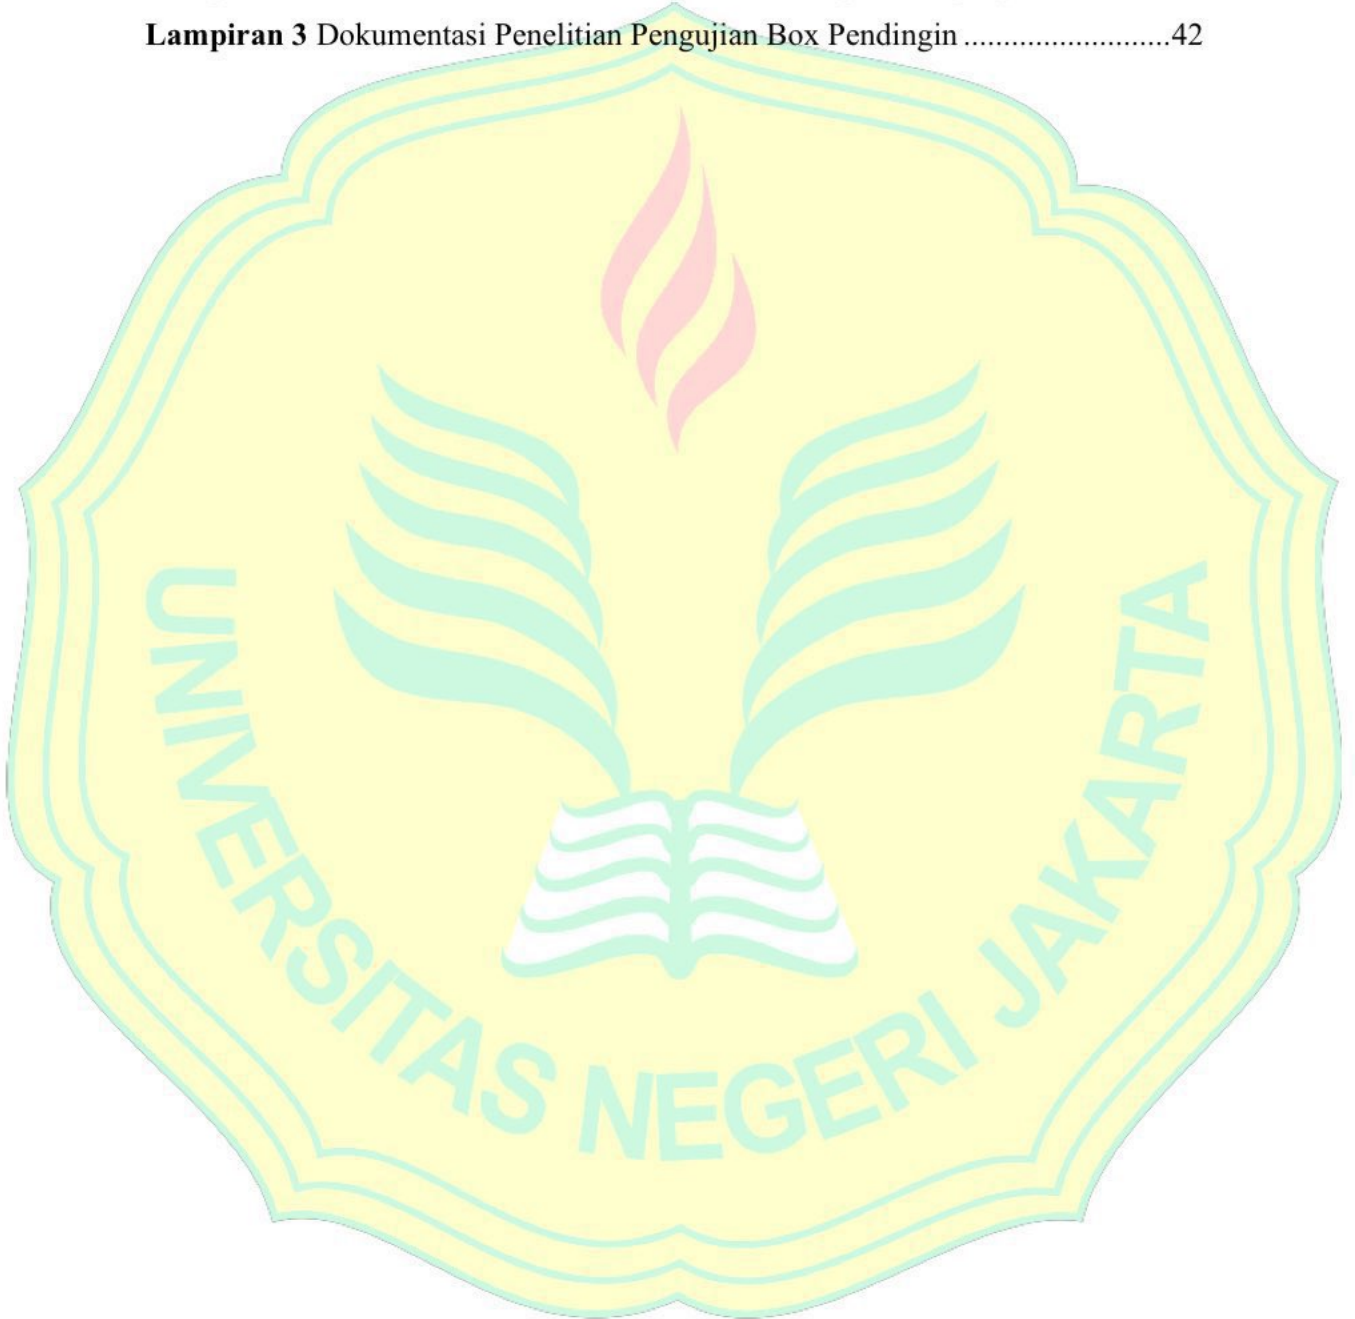 Lampiran 3 Dokumentasi Penelitian Pengujian Box Pendingin ..........................42
UNIVERSITAS NEGERI JAKARTA